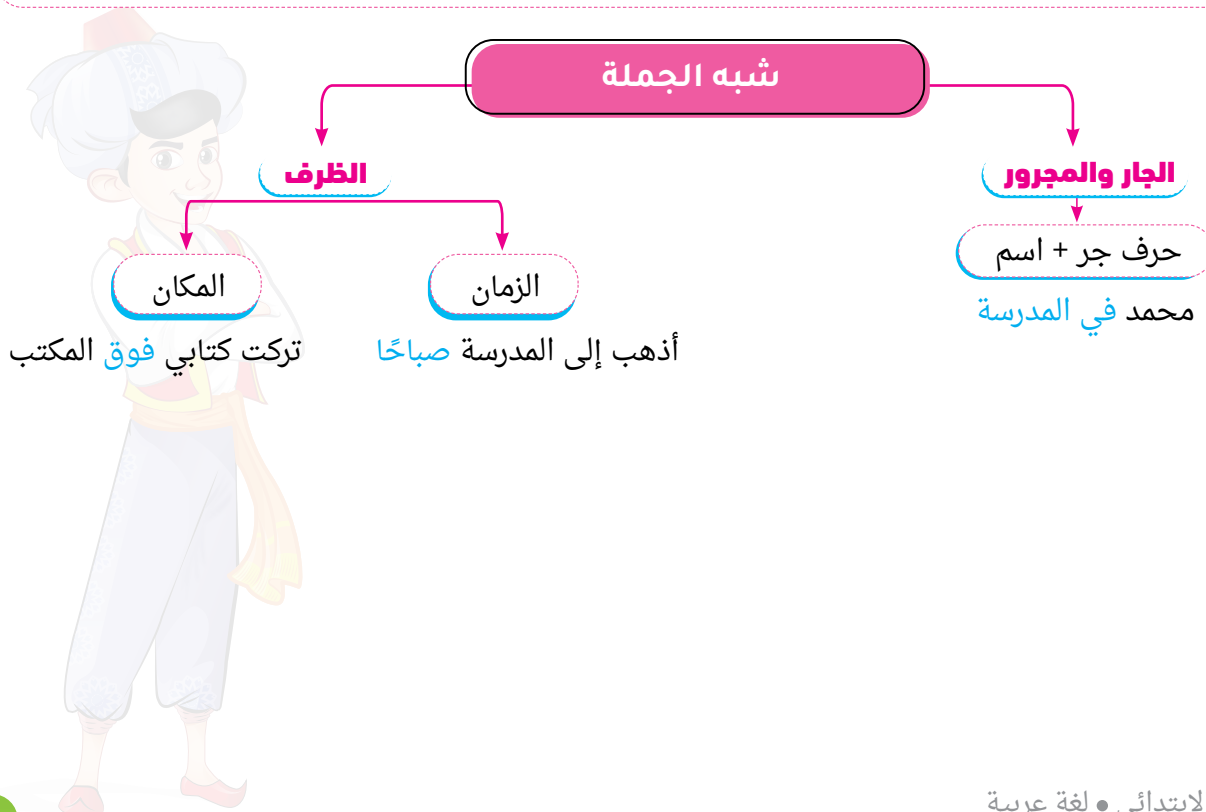 شبه الجملة
الجار والمجرور
حرف جر + اسم
محمد في المدرسة
الظرف
الزمان
أذهب إلى المدرسة صباحًا
المكان
تركت كتابي فوق المكتب
لابتدائي • لغة عربية